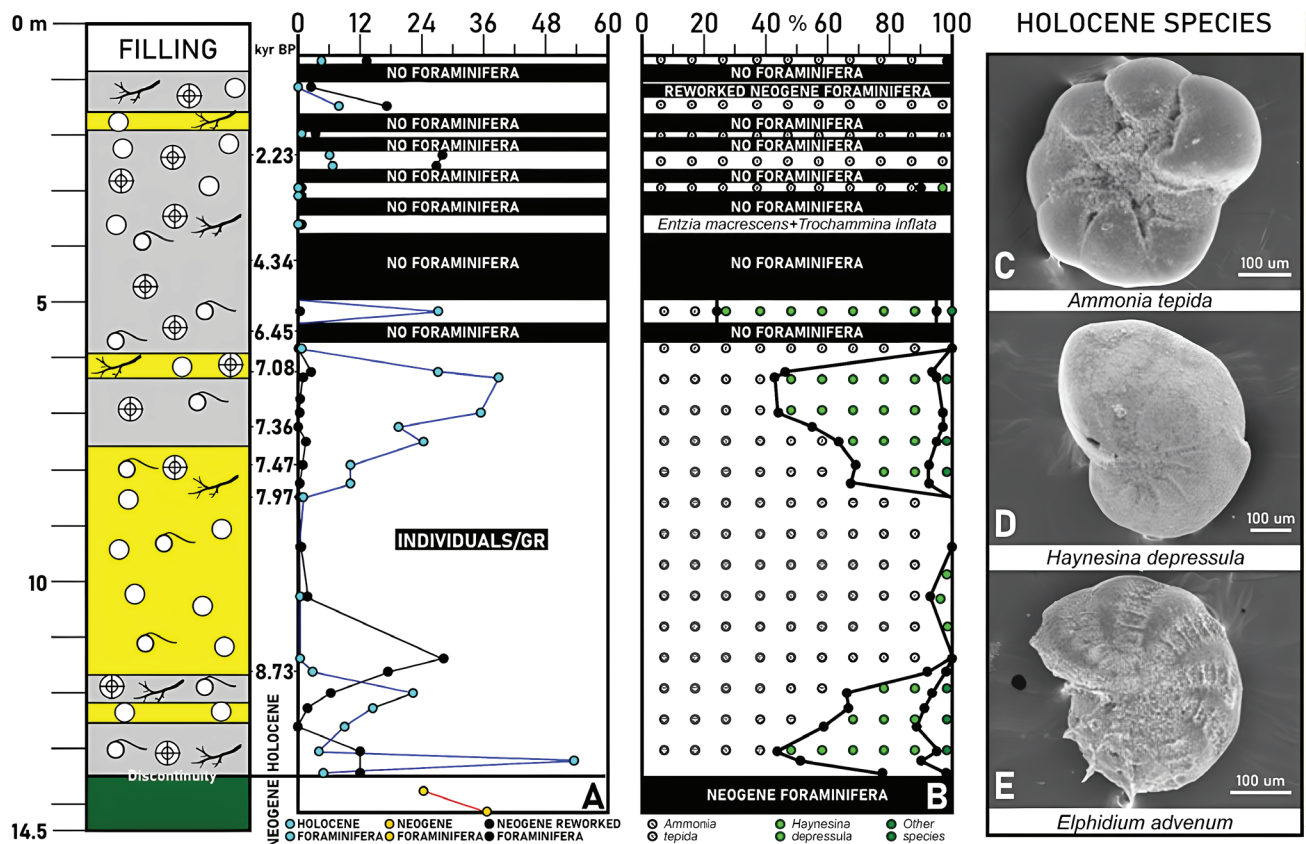 0 m
FILLING
kyr BP
0 12 24 36 48 60
0 20 40 % 60 80 100
HOLOCENE SPECIES
NO FORAMINIFERA
NO FORAMINIFERA
REWORKED NEOGENE FORAMINIFERA
NO FORAMINIFERA
NO FORAMINIFERA
2.23
NO FORAMINIFERA
NO FORAMINIFERA
NO FORAMINIFERA
NO FORAMINIFERA
NO FORAMINIFERA
NO FORAMINIFERA
Entzia macrescens+Trochammina inflata
4.34
NO FORAMINIFERA
NO FORAMINIFERA
C
100 um
Ammonia tepida
5
6.45
NO FORAMINIFERA
NO FORAMINIFERA
7.08
7.36
7.47
7.97
INDIVIDUALS/GR
D
100 um
Haynesina depressula
10
8.73
HOLOCENE
NEOGENE
Discontinuity
A
NEOGENE FORAMINIFERA
B
E
100 um
Elphidium advenum
14.5
HOLOCENE
FORAMINIFERA
NEOGENE
FORAMINIFERA
NEOGENE REWORKED
FORAMINIFERA
Ammonia
tepida
Haynesina
depressula
Other
species